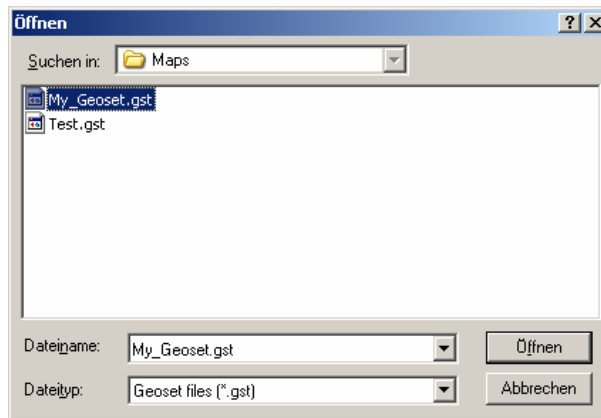 Öffnen
Suchen in: Maps
My_Geoset.gst
Test.gst
Dateiname: My_Geoset.gst Öffnen
Dateityp: Geoset files (*.gst) Abbrechen